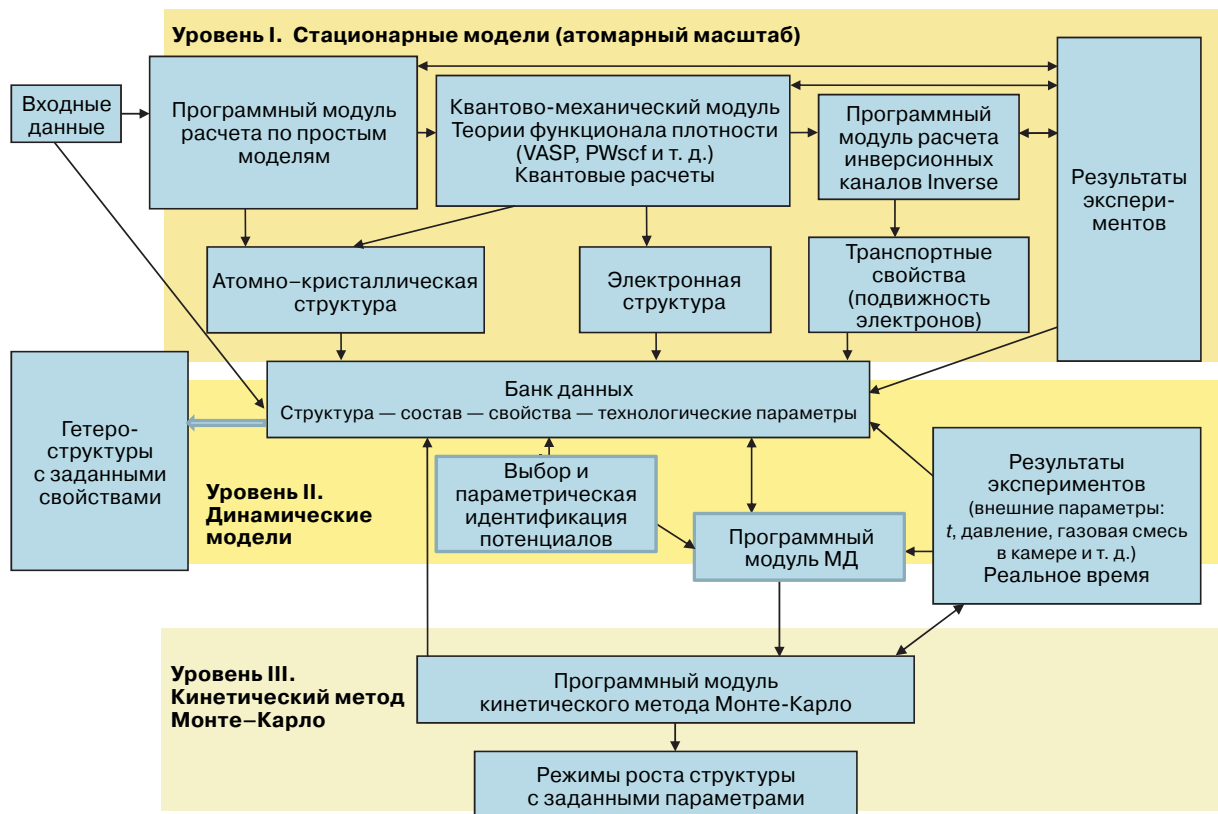 Уровень I. Стационарные модели (атомарный масштаб)
Входные
данные
Программный модуль
расчета по простым
моделям
Квантово-механический модуль
Теории функционала плотности
(VASP, PWscf и т. д.)
Квантовые расчеты
Программный
модуль расчета
инверсионных
каналов Inverse
Результаты
экспери-
ментов
Атомно–кристаллическая
структура
Электронная
структура
Транспортные
свойства
(подвижность
электронов)
Банк данных
Структура — состав — свойства — технологические параметры
Гетеро-
структуры
с заданными
свойствами
Уровень II.
Динамические
модели
Выбор и
параметрическая
идентификация
потенциалов
Программный
модуль МД
Результаты
экспериментов
(внешние параметры:
t, давление, газовая смесь
в камере и т. д.)
Реальное время
Уровень III.
Кинетический метод
Монте–Карло
Программный модуль
кинетического метода Монте-Карло
Режимы роста структуры
с заданными параметрами